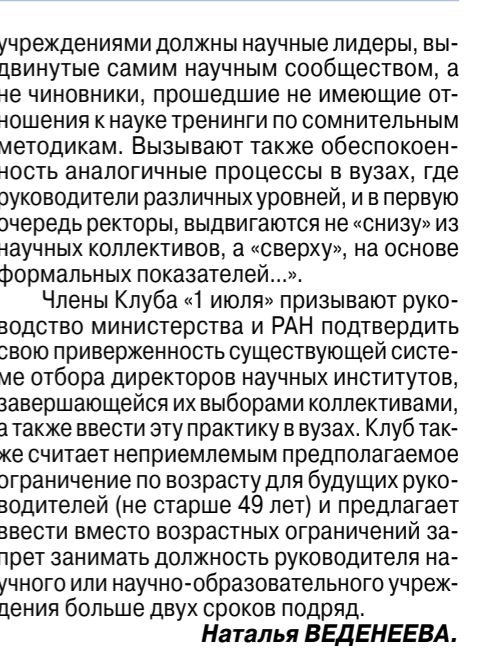 учреждениями должны научные лидеры, вы-
двинутые самим научным сообществом, а
не чиновники, прошедшие не имеющие от-
ношения к науке тренинги по сомнительным
методикам. Вызывают также обеспокоен-
ность аналогичные процессы в вузах, где
руководители различных уровней, и в первую
очередь ректоры, выдвигаются не «снизу» из
научных коллективов, а «сверху», на основе
формальных показателей...».
Члены Клуба «1 июля» призывают руко-
водство министерства и РАН подтвердить
свою приверженность существующей систе-
ме отбора директоров научных институтов,
завершающейся их выборами коллективами,
а также ввести эту практику в вузах. Клуб так-
же считает неприемлемым предполагаемое
ограничение по возрасту для будущих руко-
водителей (не старше 49 лет) и предлагает
ввести вместо возрастных ограничений за-
прет занимать должность руководителя на-
учного или научно-образовательного учреж-
дения больше двух сроков подряд.
Наталья ВЕДЕНЕЕВА.